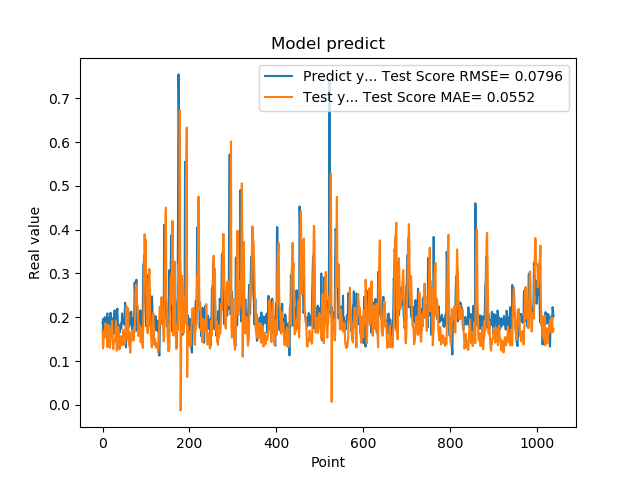 Model predict
Predict y... Test Score RMSE= 0.0796
Test y... Test Score MAE= 0.0552
0.7
0.6
0.5
0.4
0.3
0.2
0.1
0.0
Real value
0 200 400 600 800 1000
Point